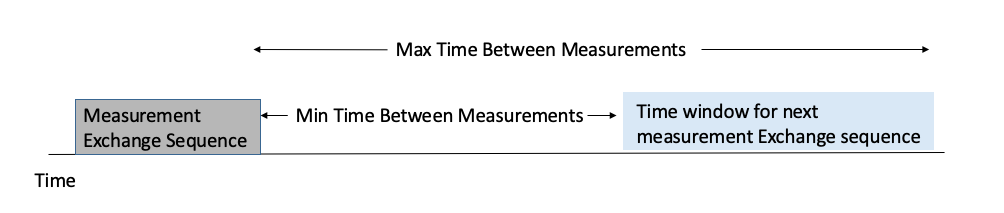 Max Time Between Measurements
Measurement
Exchange Sequence
Min Time Between Measurements
Time window for next
measurement Exchange sequence
Time